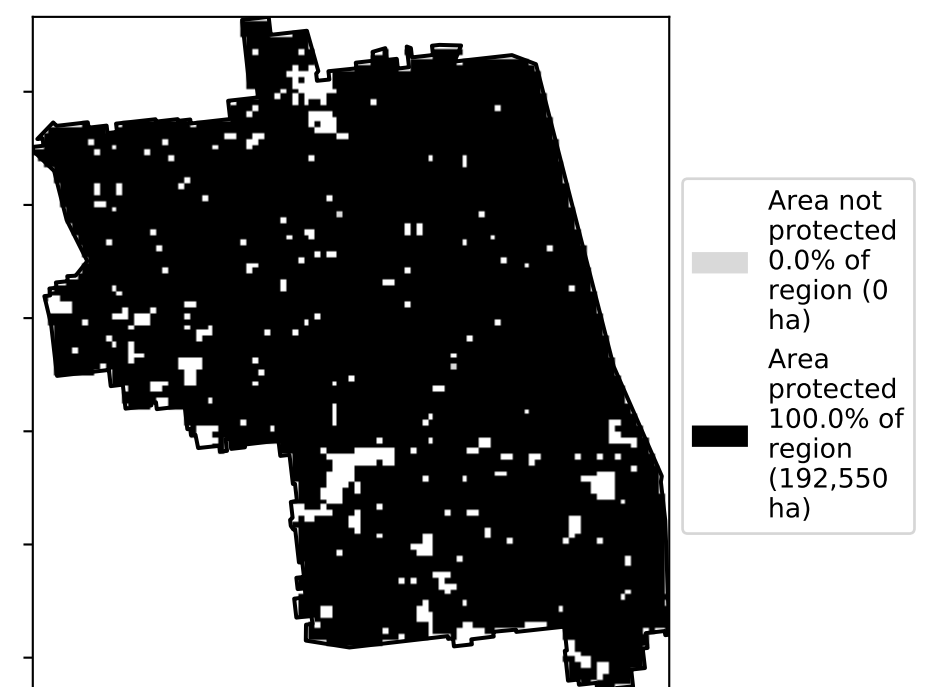 Area not
protected
0.0% of
region (0
ha)
Area
protected
100.0% of
region
(192,550
ha)